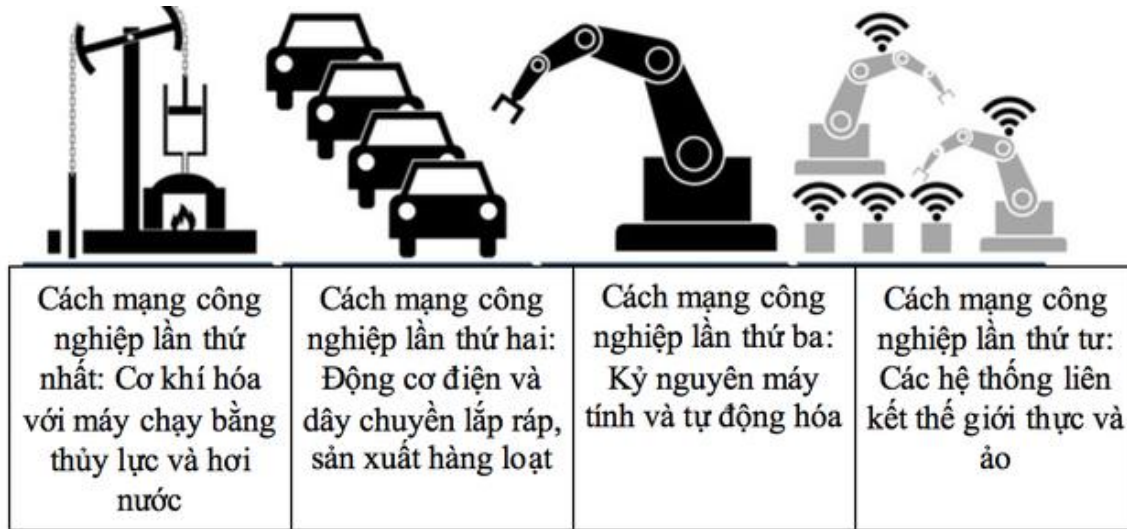 Cách mạng công
nghiệp lần thứ
nhất: Cơ khí hóa
với máy chạy bằng
thủy lực và hơi
nước
Cách mạng công
nghiệp lần thứ hai:
Động cơ điện và
dây chuyền lắp ráp,
sản xuất hàng loạt
Cách mạng công
nghiệp lần thứ ba:
Kỷ nguyên máy
tính và tự động hóa
Cách mạng công
nghiệp lần thứ tư:
Các hệ thống liên
kết thế giới thực và
ảo